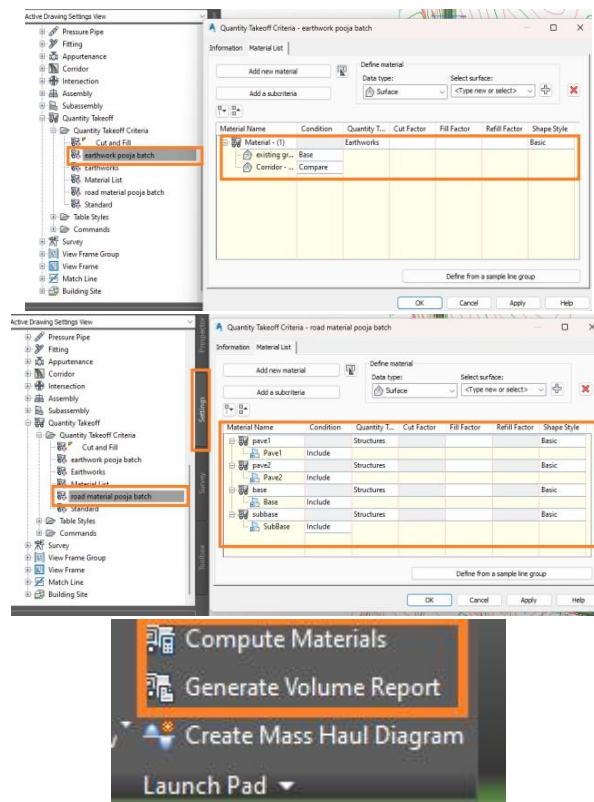 Active Drawing Settings View
Pressure Pipe
Fitting
Appurtenance
Corridor
Intersection
Assembly
Subassembly
Quantity Takeoff
Quantity Takeoff Criteria
Cut and Fill
earthwork pooja batch
Earthworks
Material List
road material pooja batch
Standard
Table Styles
Commands
Survey
View Frame Group
View Frame
Match Line
Building Site
Quantity Takeoff Criteria - earthwork pooja batch
Information Material List
Add new material
Add a subcriteria
Define material
Data type: Select surface:
Surface <Type new or select>
Material Name Condition Quantity T... Cut Factor Fill Factor Refill Factor Shape Style
Material - (1) Earthworks Basic
existing gr... Base
Corridor - ... Compare
Define from a sample line group
OK Cancel Apply Help
Active Drawing Settings View
Pressure Pipe
Fitting
Appurtenance
Corridor
Intersection
Assembly
Subassembly
Quantity Takeoff
Quantity Takeoff Criteria
Cut and Fill
earthwork pooja batch
Earthworks
Material List
road material pooja batch
Standard
Table Styles
Commands
Survey
View Frame Group
View Frame
Match Line
Building Site
Prospector
Settings
Survey
Toolbox
Quantity Takeoff Criteria - road material pooja batch
Information Material List
Add new material
Add a subcriteria
Define material
Data type: Select surface:
Surface <Type new or select>
Material Name Condition Quantity T... Cut Factor Fill Factor Refill Factor Shape Style
pave1 Structures Basic
Pave1 Include
pave2 Structures Basic
Pave2 Include
base Structures Basic
Base Include
subbase Structures Basic
SubBase Include
Define from a sample line group
OK Cancel Apply Help
Compute Materials
Generate Volume Report
Create Mass Haul Diagram
Launch Pad